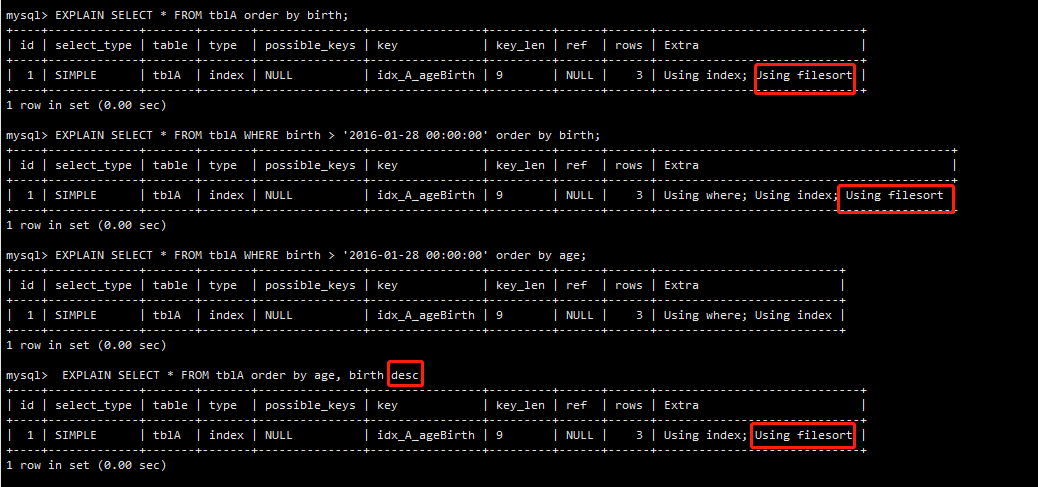 mysql> EXPLAIN SELECT * FROM tblA order by birth;
+----+-------------+-------+-------+---------------+--------------+---------+------+------+-----------------------------+
| id | select_type | table | type | possible_keys | key | key_len | ref | rows | Extra |
+----+-------------+-------+-------+---------------+--------------+---------+------+------+-----------------------------+
| 1 | SIMPLE | tblA | index | NULL | idx_A_ageBirth | 9 | NULL | 3 | Using index; Using filesort |
+----+-------------+-------+-------+---------------+--------------+---------+------+------+-----------------------------+
1 row in set (0.00 sec)
mysql> EXPLAIN SELECT * FROM tblA WHERE birth > '2016-01-28 00:00:00' order by birth;
+----+-------------+-------+-------+---------------+--------------+---------+------+------+------------------------------------------+
| id | select_type | table | type | possible_keys | key | key_len | ref | rows | Extra |
+----+-------------+-------+-------+---------------+--------------+---------+------+------+------------------------------------------+
| 1 | SIMPLE | tblA | index | NULL | idx_A_ageBirth | 9 | NULL | 3 | Using where; Using index; Using filesort
+----+-------------+-------+-------+---------------+--------------+---------+------+------+------------------------------------------+
1 row in set (0.00 sec)
mysql> EXPLAIN SELECT * FROM tblA WHERE birth > '2016-01-28 00:00:00' order by age;
+----+-------------+-------+-------+---------------+--------------+---------+------+------+--------------------------+
| id | select_type | table | type | possible_keys | key | key_len | ref | rows | Extra |
+----+-------------+-------+-------+---------------+--------------+---------+------+------+--------------------------+
| 1 | SIMPLE | tblA | index | NULL | idx_A_ageBirth | 9 | NULL | 3 | Using where; Using index |
+----+-------------+-------+-------+---------------+--------------+---------+------+------+--------------------------+
1 row in set (0.00 sec)
mysql> EXPLAIN SELECT * FROM tblA order by age, birth desc
+----+-------------+-------+-------+---------------+--------------+---------+------+------+-----------------------------+
| id | select_type | table | type | possible_keys | key | key_len | ref | rows | Extra |
+----+-------------+-------+-------+---------------+--------------+---------+------+------+-----------------------------+
| 1 | SIMPLE | tblA | index | NULL | idx_A_ageBirth | 9 | NULL | 3 | Using index; Using filesort |
+----+-------------+-------+-------+---------------+--------------+---------+------+------+-----------------------------+
1 row in set (0.00 sec)